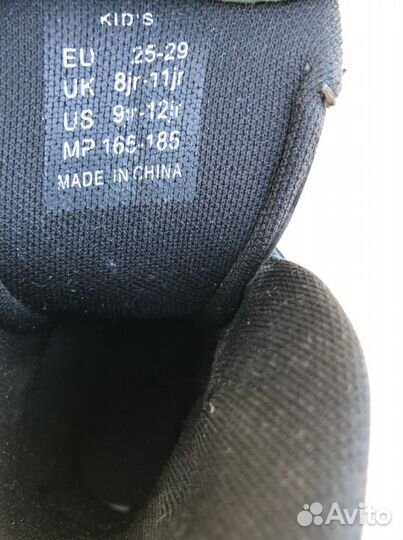 KID'S
EU 25-29
UK 8jr-11jr
US 9jr-12jr
MP 165-185
MADE IN CHINA
Avito